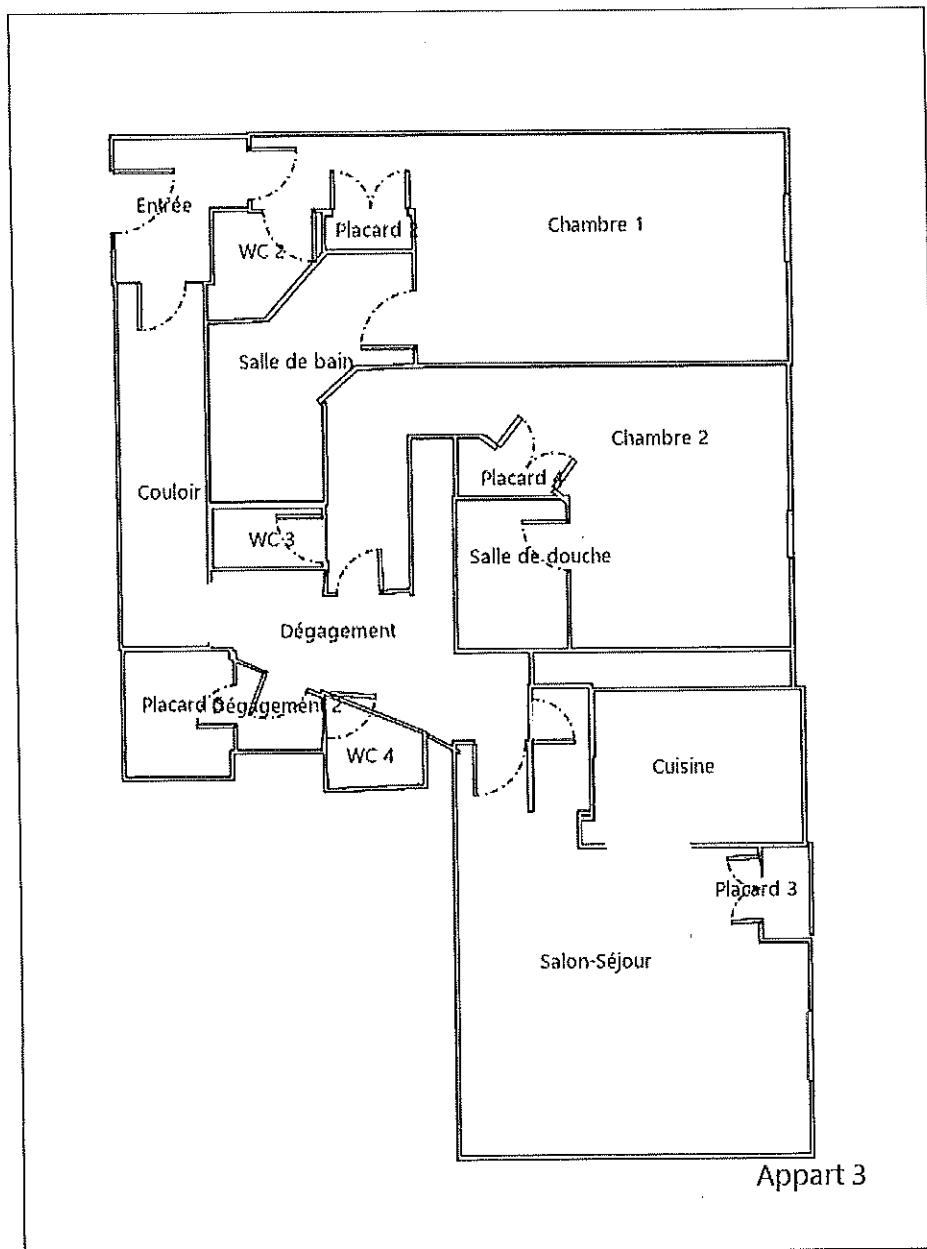 Entrée
WC 2
Placard 2
Chambre 1
Salle de bain
Chambre 2
Placard
Couloir
WC 3
Salle de douche
Dégagement
Placard
Dégagement 2
WC 4
Cuisine
Placard 3
Salon-Séjour
Appart 3